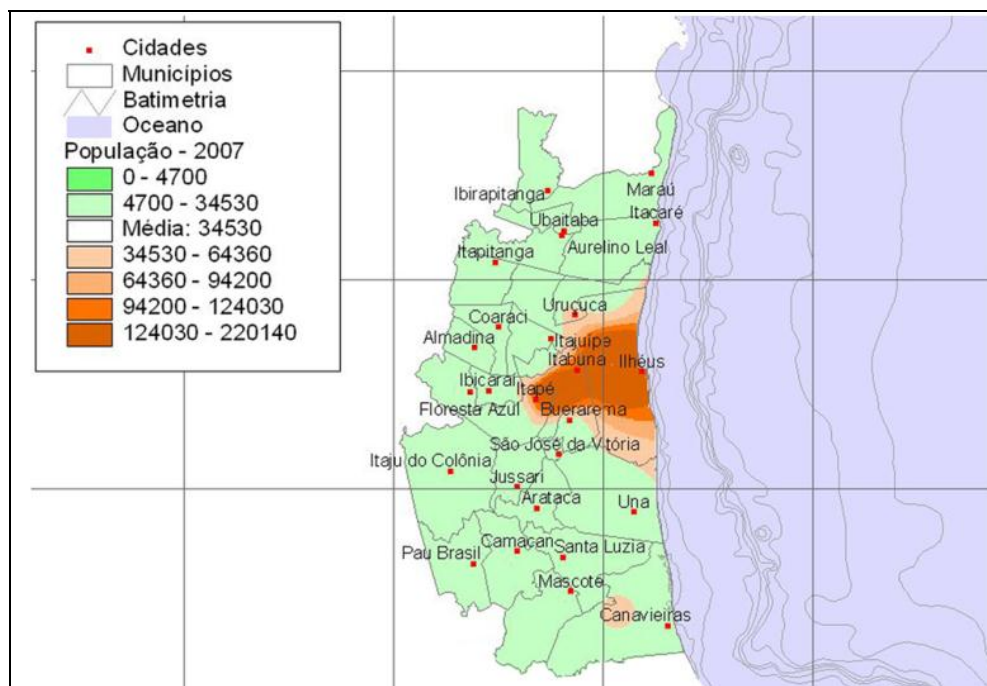 Cidades
Municípios
Batimetria
Oceano
População - 2007
0 - 4700
4700 - 34530
Média: 34530
34530 - 64360
64360 - 94200
94200 - 124030
124030 - 220140
Ibirapitanga
Maraú
Ubaitaba
Itacaré
Aurelino Leal
Itapitanga
Uruçuca
Coaraci
Almadina
Itajuípe
Itabuna
Ilhéus
Ibicaraí
Itapé
Floresta Azul
Buerarema
São José da Vitória
Itaju do Colônia
Jussari
Arataca
Una
Camacan
Pau Brasil
Santa Luzia
Mascote
Canavieiras